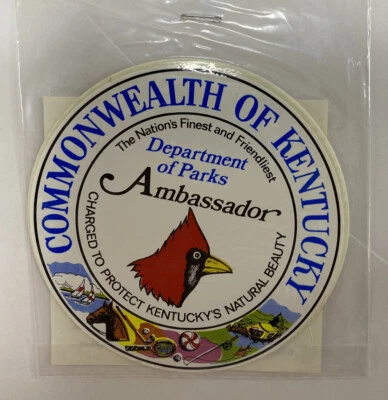 COMMONWEALTH OF KENTUCKY
The Nation's Finest and Friendliest
Department
of Parks
Ambassador
CHARGED TO PROTECT KENTUCKY'S NATURAL BEAUTY